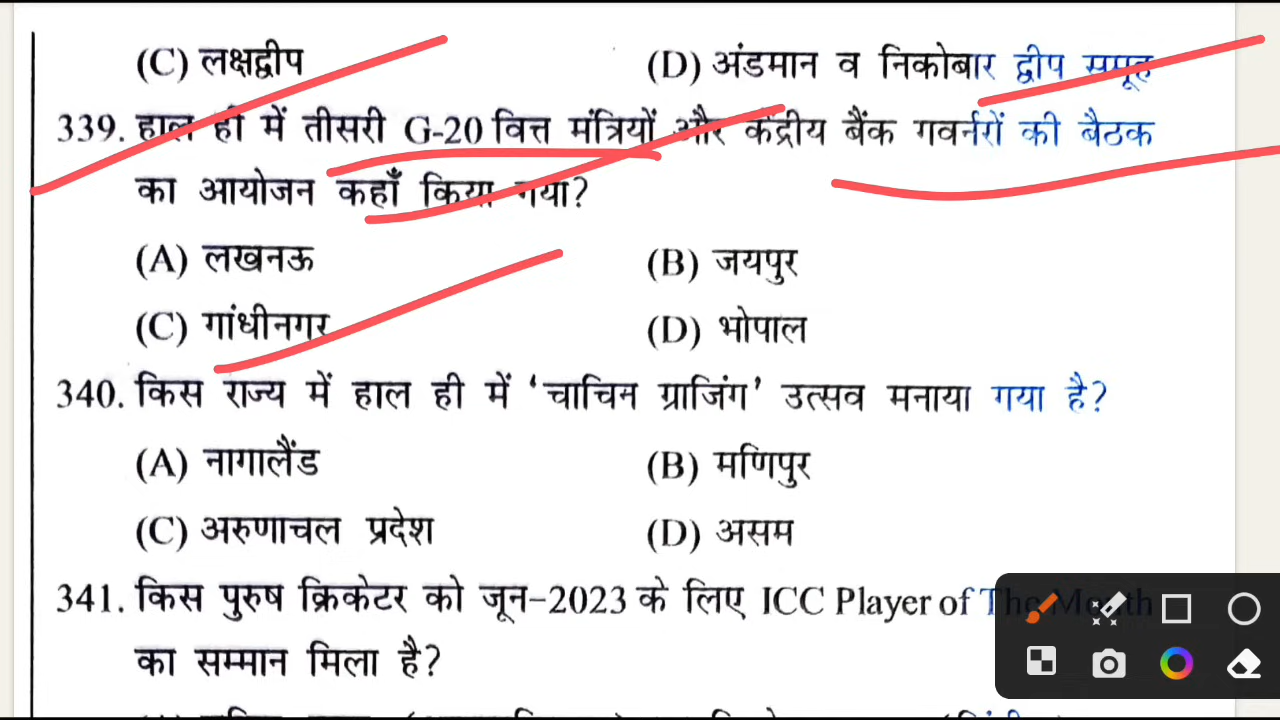 (C) लक्षद्वीप (D) अंडमान व निकोबार द्वीप समूह
339. हाल ही में तीसरी G-20 वित्त मंत्रियों और केंद्रीय बैंक गवर्नरों की बैठक
का आयोजन कहाँ किया गया?
(A) लखनऊ (B) जयपुर
(C) गांधीनगर (D) भोपाल
340. किस राज्य में हाल ही में ‘चाचिन ग्राजिंग’ उत्सव मनाया गया है?
(A) नागालैंड (B) मणिपुर
(C) अरुणाचल प्रदेश (D) असम
341. किस पुरुष क्रिकेटर को जून-2023 के लिए ICC Player of The Month
का सम्मान मिला है?